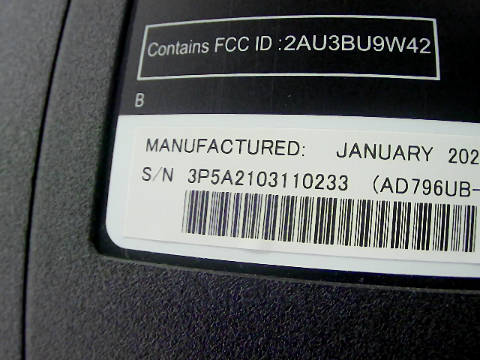 Contains FCC ID :2AU3BU9W42
B
MANUFACTURED: JANUARY 202
S/N 3P5A2103110233 (AD796UB-